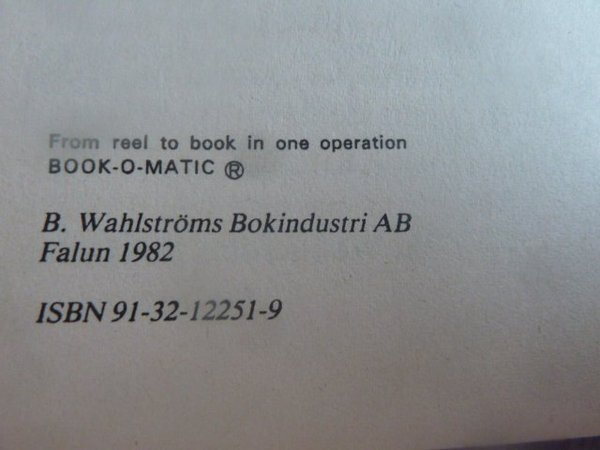 From reel to book in one operation
BOOK-O-MATIC ®
B. Wahlströms Bokindustri AB
Falun 1982
ISBN 91-32-12251-9